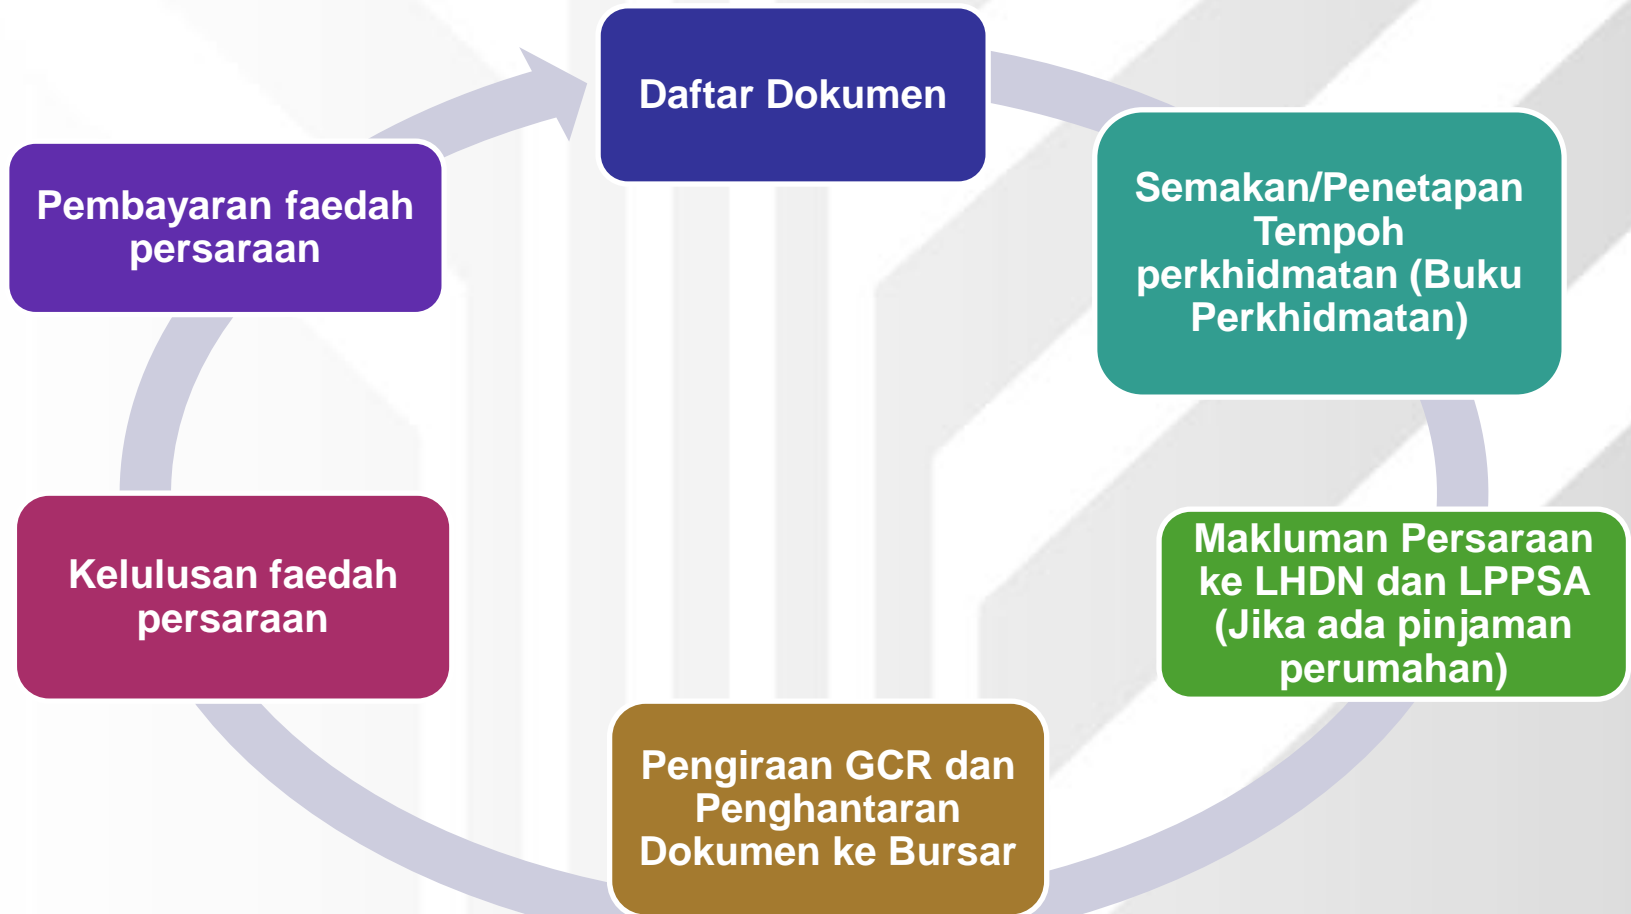 Daftar Dokumen
Semakan/Penetapan
Tempoh
perkhidmatan (Buku
Perkhidmatan)
Makluman Persaraan
ke LHDN dan LPPSA
(Jika ada pinjaman
perumahan)
Pengiraan GCR dan
Penghantaran
Dokumen ke Bursar
Kelulusan faedah
persaraan
Pembayaran faedah
persaraan